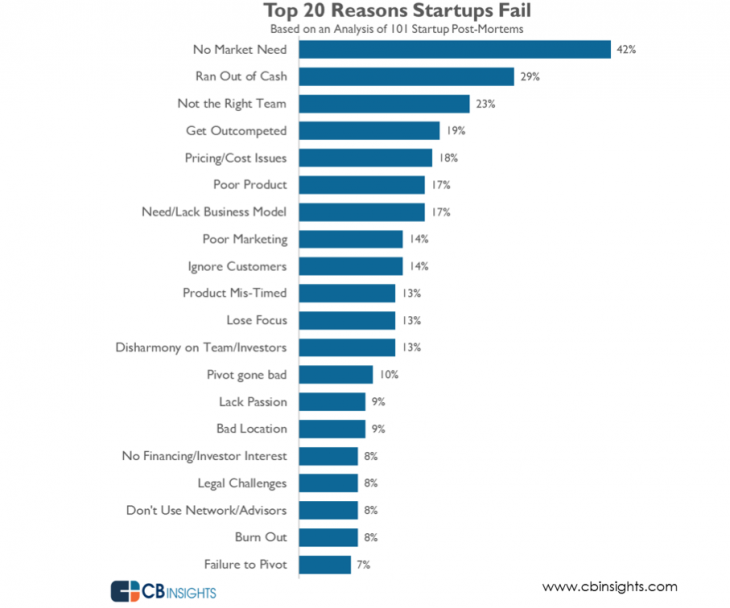 Top 20 Reasons Startups Fail
Based on an Analysis of 101 Startup Post-Mortems
No Market Need 42%
Ran Out of Cash 29%
Not the Right Team 23%
Get Outcompeted 19%
Pricing/Cost Issues 18%
Poor Product 17%
Need/Lack Business Model 17%
Poor Marketing 14%
Ignore Customers 14%
Product Mis-Timed 13%
Lose Focus 13%
Disharmony on Team/Investors 13%
Pivot gone bad 10%
Lack Passion 9%
Bad Location 9%
No Financing/Investor Interest 8%
Legal Challenges 8%
Don't Use Network/Advisors 8%
Burn Out 8%
Failure to Pivot 7%
CBINSIGHTS www.cbinsights.com